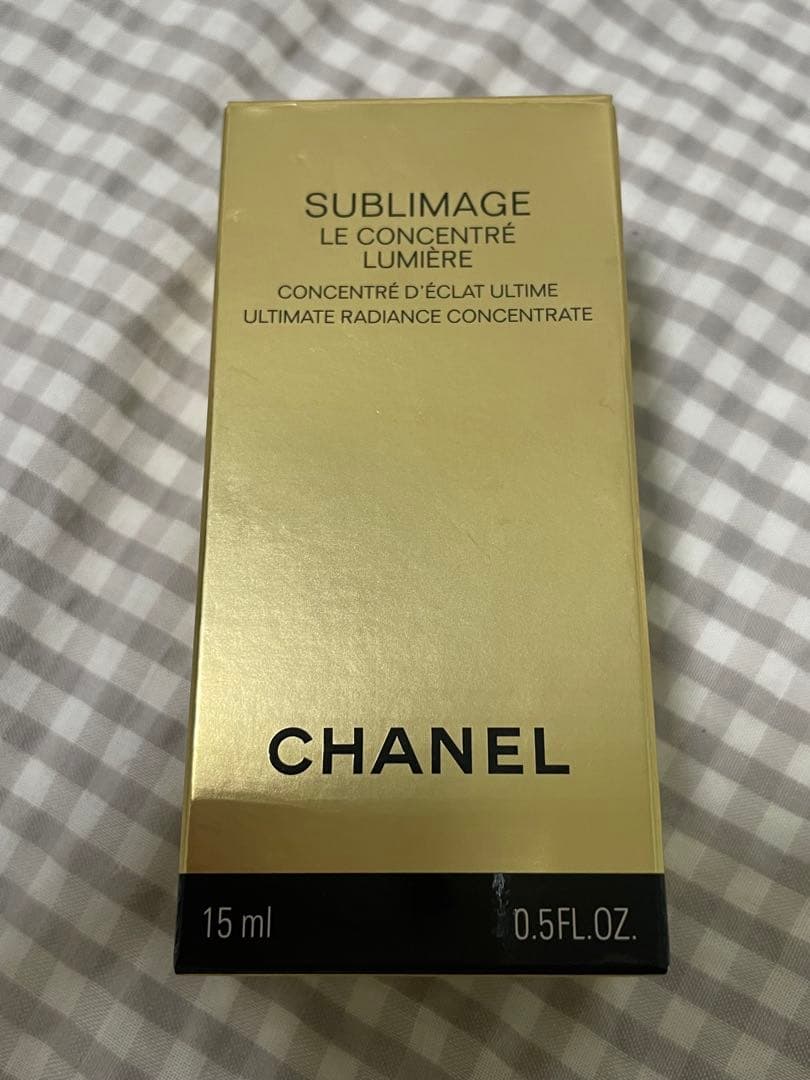 SUBLIMAGE
LE CONCENTRÉ
LUMIÈRE
CONCENTRÉ D'ÉCLAT ULTIME
ULTIMATE RADIANCE CONCENTRATE
CHANEL
15 ml 0.5FL.OZ.